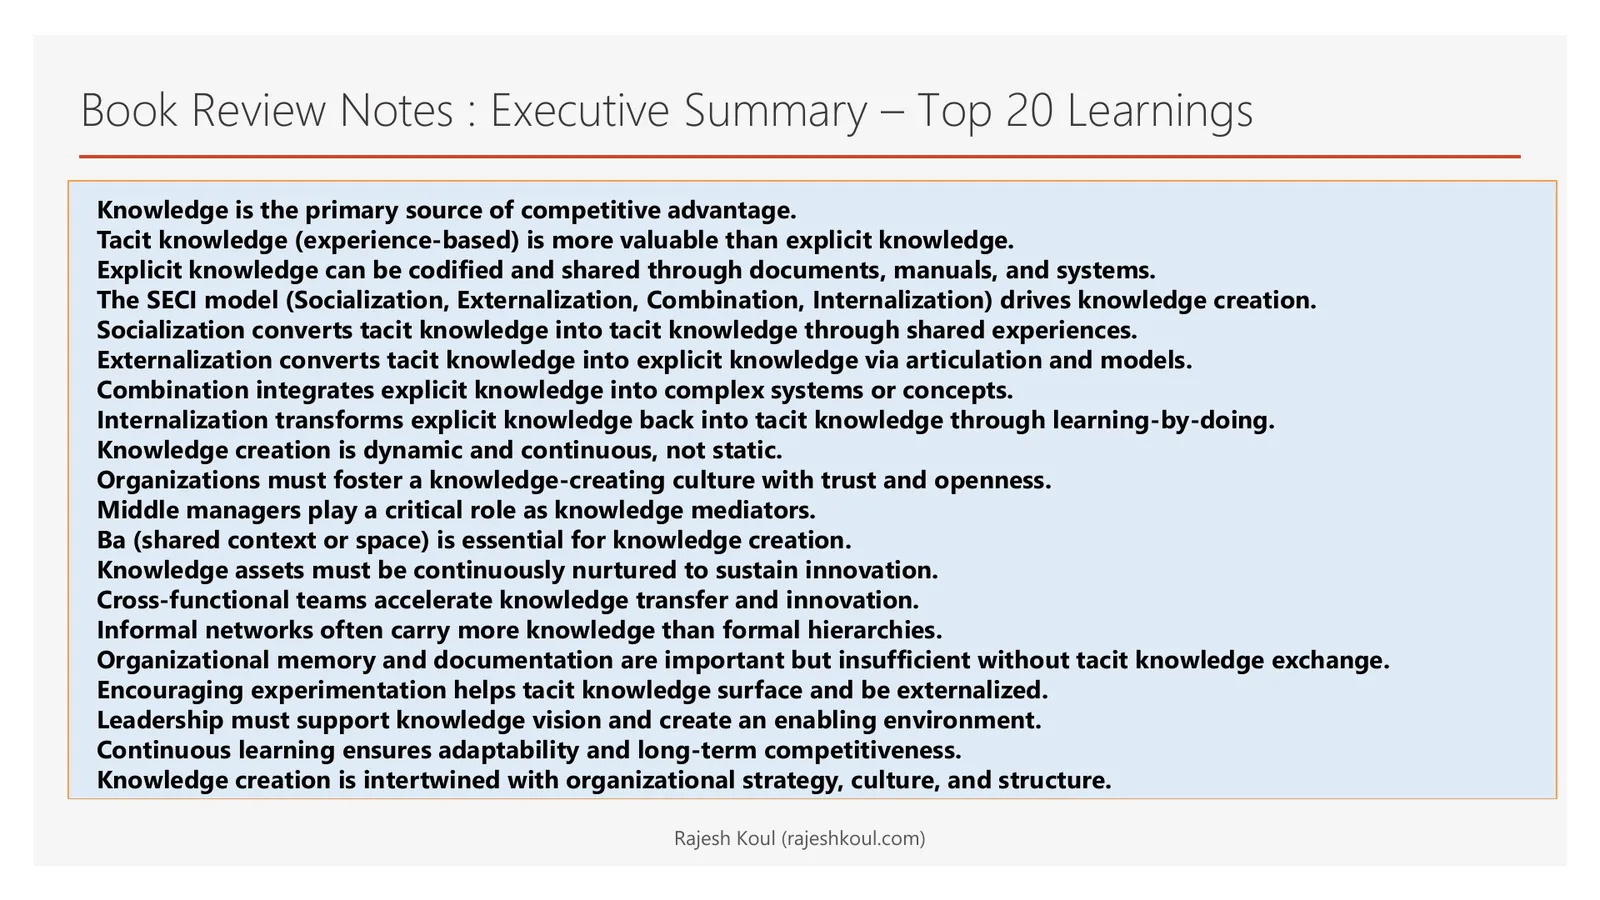 Book Review Notes : Executive Summary – Top 20 Learnings
Knowledge is the primary source of competitive advantage.
Tacit knowledge (experience-based) is more valuable than explicit knowledge.
Explicit knowledge can be codified and shared through documents, manuals, and systems.
The SECI model (Socialization, Externalization, Combination, Internalization) drives knowledge creation.
Socialization converts tacit knowledge into tacit knowledge through shared experiences.
Externalization converts tacit knowledge into explicit knowledge via articulation and models.
Combination integrates explicit knowledge into complex systems or concepts.
Internalization transforms explicit knowledge back into tacit knowledge through learning-by-doing.
Knowledge creation is dynamic and continuous, not static.
Organizations must foster a knowledge-creating culture with trust and openness.
Middle managers play a critical role as knowledge mediators.
Ba (shared context or space) is essential for knowledge creation.
Knowledge assets must be continuously nurtured to sustain innovation.
Cross-functional teams accelerate knowledge transfer and innovation.
Informal networks often carry more knowledge than formal hierarchies.
Organizational memory and documentation are important but insufficient without tacit knowledge exchange.
Encouraging experimentation helps tacit knowledge surface and be externalized.
Leadership must support knowledge vision and create an enabling environment.
Continuous learning ensures adaptability and long-term competitiveness.
Knowledge creation is intertwined with organizational strategy, culture, and structure.
Rajesh Koul (rajeshkoul.com)